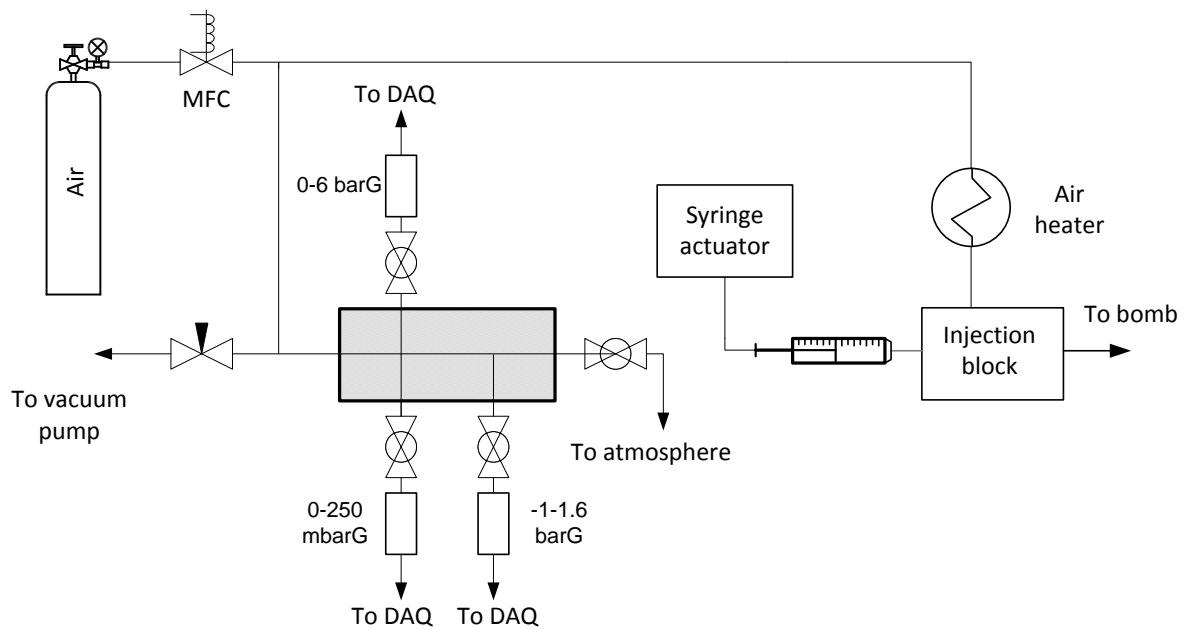 To DAQ
MFC
Air
0-6 barG
Syringe
actuator
Air
heater
To bomb
Injection
block
To vacuum
pump
To atmosphere
0-250
mbarG
-1-1.6
barG
To DAQ
To DAQ